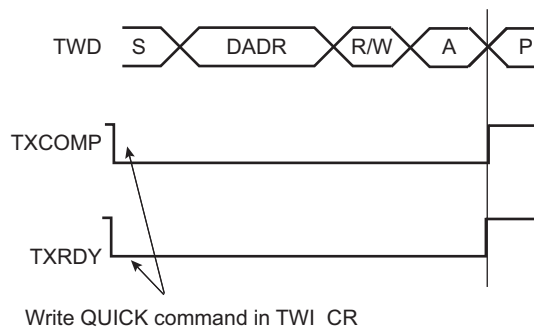 TWD S DADR R/W A P
TXCOMP
TXRDY
Write QUICK command in TWI_CR